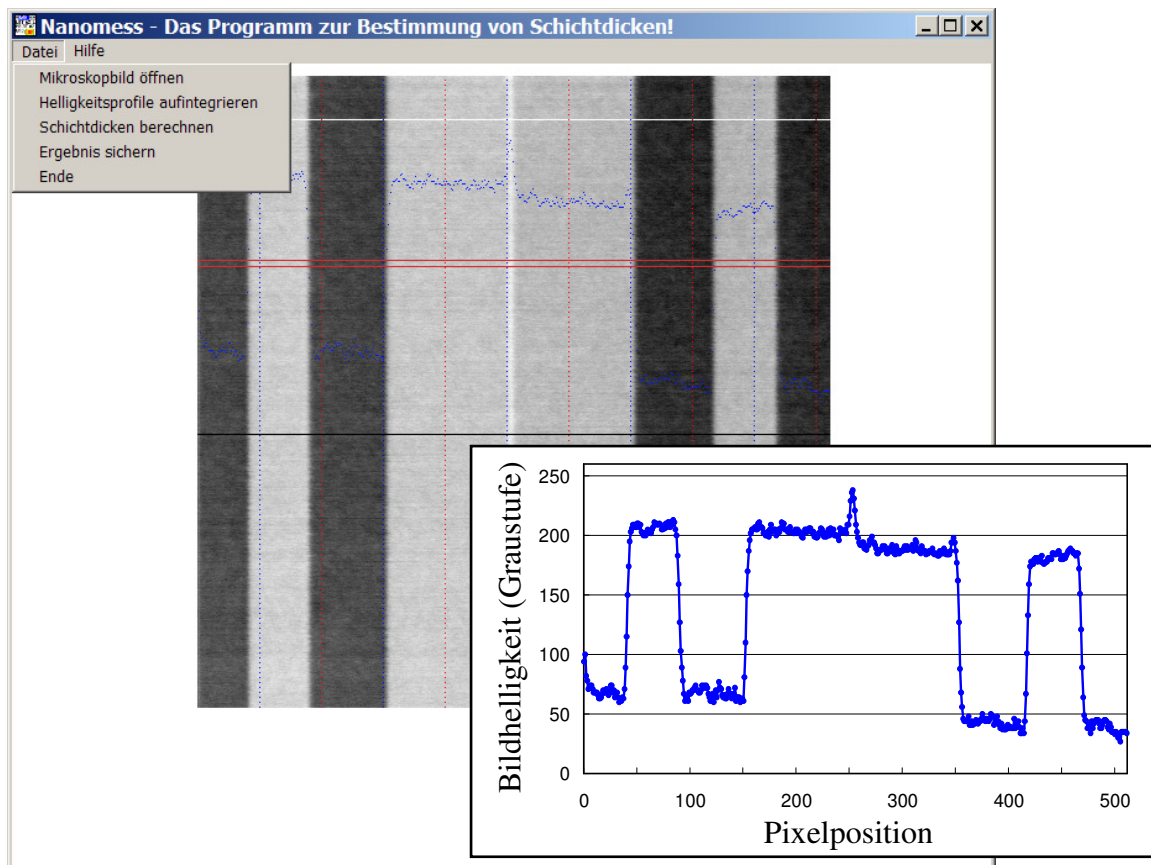 Nanomess - Das Programm zur Bestimmung von Schichtdicken!
Datei Hilfe
Mikroskopbild öffnen
Helligkeitsprofile aufintegrieren
Schichtdicken berechnen
Ergebnis sichern
Ende
Bildhelligkeit (Graustufe)
250
200
150
100
50
0
0 100 200 300 400 500
Pixelposition